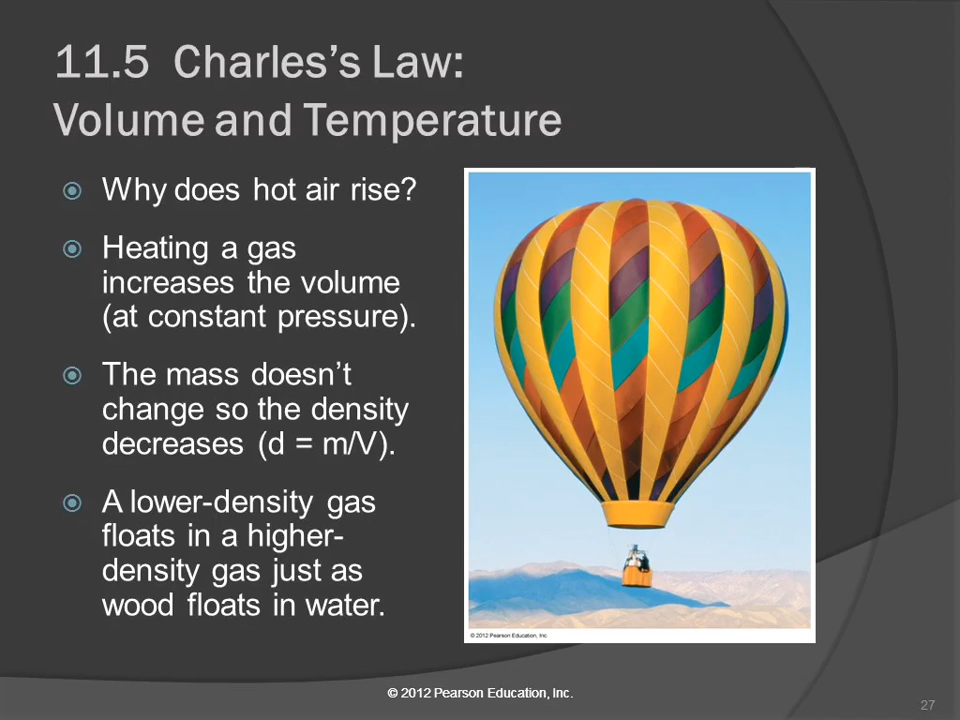 11.5 Charles’s Law:
Volume and Temperature
Why does hot air rise?
Heating a gas
increases the volume
(at constant pressure).
The mass doesn’t
change so the density
decreases (d = m/V).
A lower-density gas
floats in a higher-
density gas just as
wood floats in water.
© 2012 Pearson Education, Inc.
© 2012 Pearson Education, Inc.
27